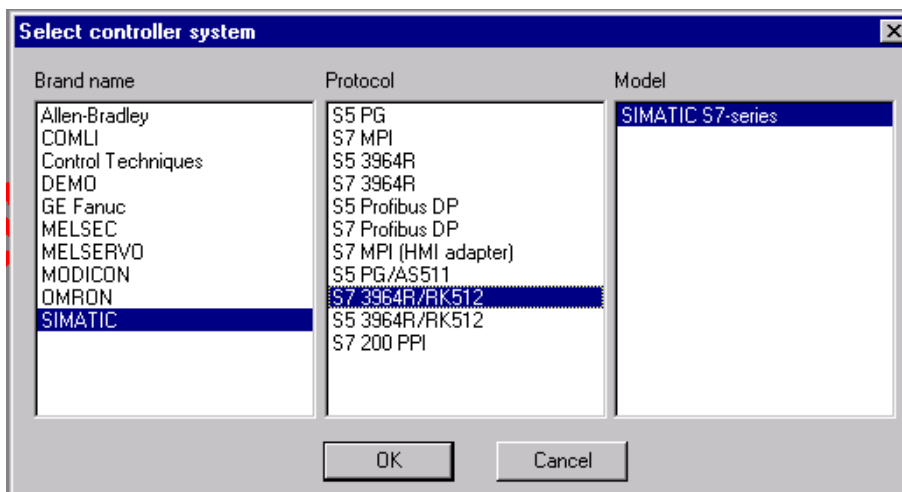 Select controller system
Brand name
Allen-Bradley
COMLI
Control Techniques
DEMO
GE Fanuc
MELSEC
MELSERVO
MODICON
OMRON
SIMATIC
Protocol
S5 PG
S7 MPI
S5 3964R
S7 3964R
S5 Profibus DP
S7 Profibus DP
S7 MPI (HMI adapter)
S5 PG/AS511
S7 3964R/RK512
S5 3964R/RK512
S7 200 PPI
Model
SIMATIC S7-series
OK
Cancel